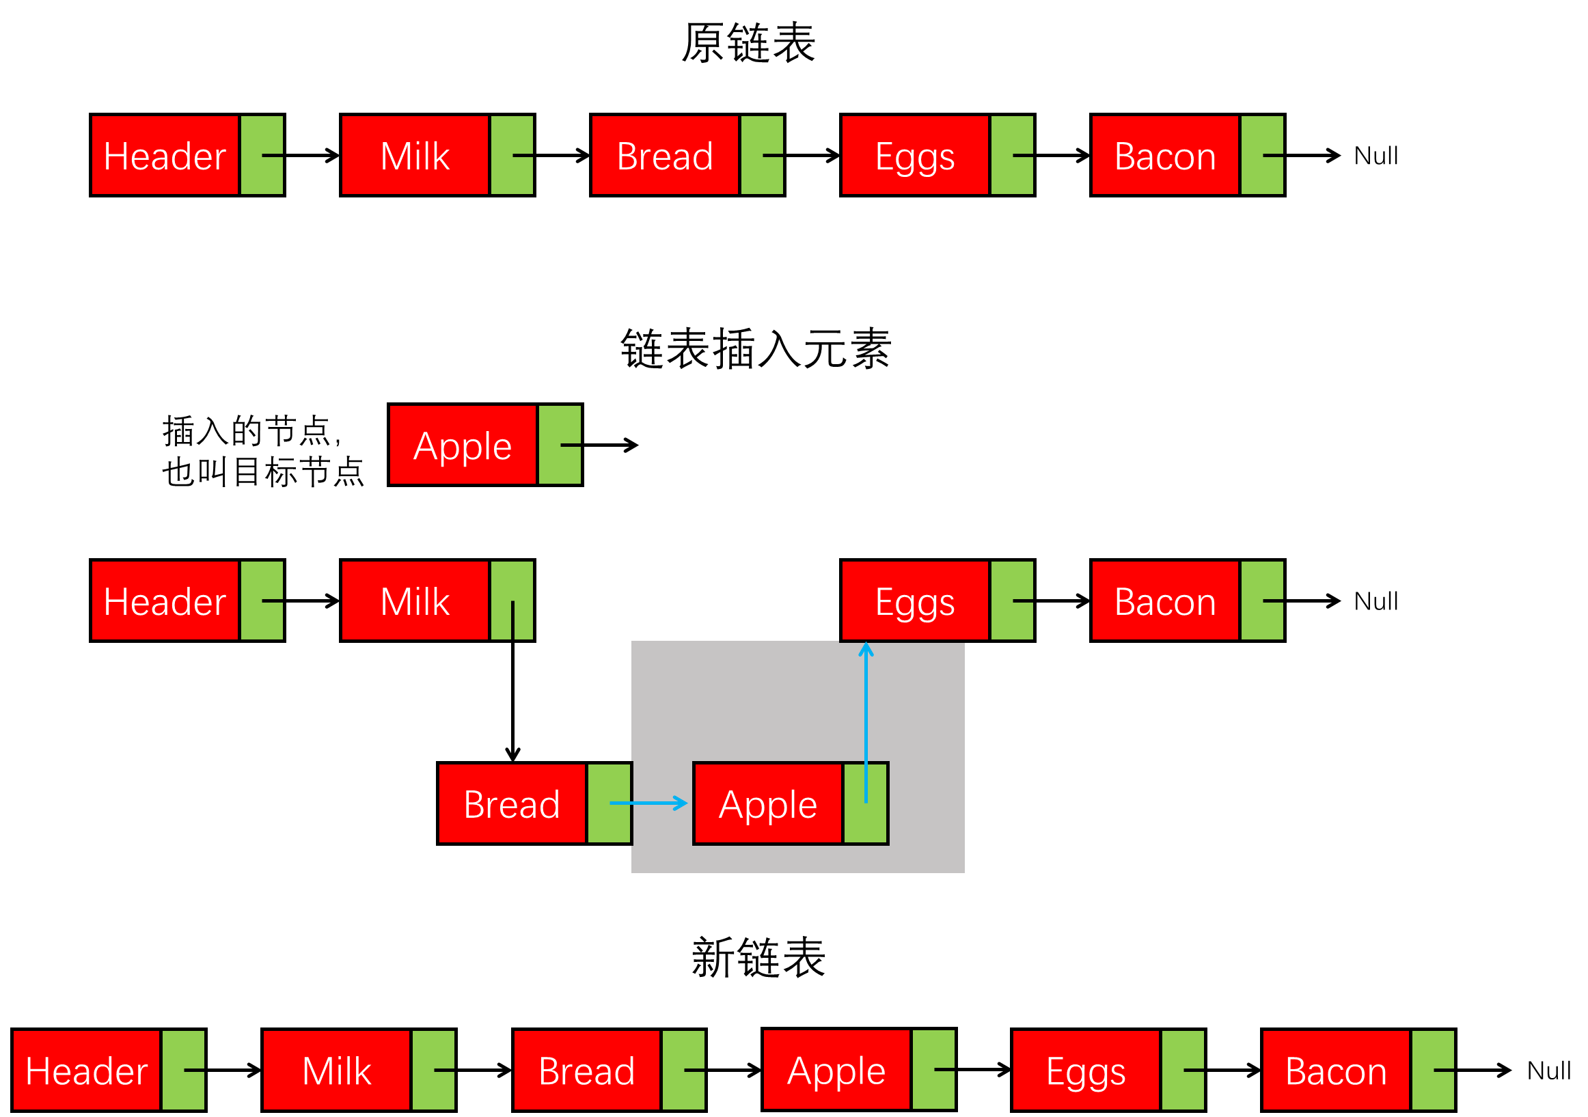 原链表
Header Milk Bread Eggs Bacon Null
链表插入元素
插入的节点，
也叫目标节点
Apple
Header Milk Eggs Bacon Null
Bread Apple
新链表
Header Milk Bread Apple Eggs Bacon Null